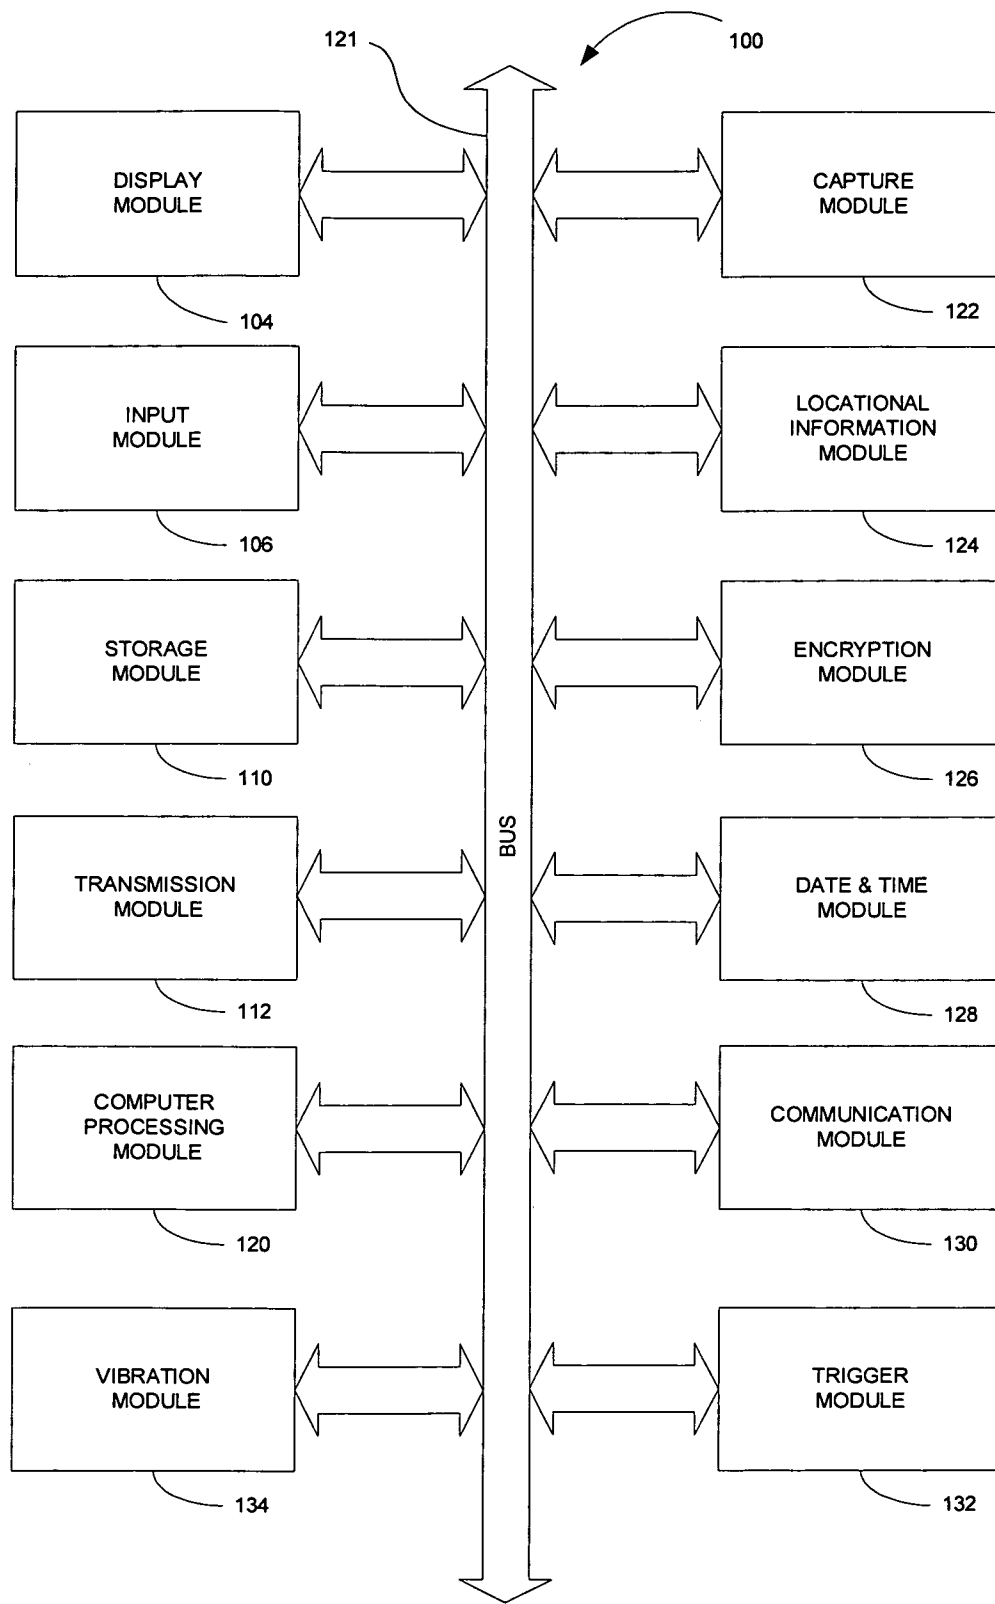 121
100
DISPLAY
MODULE
104
CAPTURE
MODULE
122
INPUT
MODULE
106
LOCATIONAL
INFORMATION
MODULE
124
STORAGE
MODULE
110
ENCRYPTION
MODULE
126
BUS
TRANSMISSION
MODULE
112
DATE & TIME
MODULE
128
COMPUTER
PROCESSING
MODULE
120
COMMUNICATION
MODULE
130
VIBRATION
MODULE
134
TRIGGER
MODULE
132